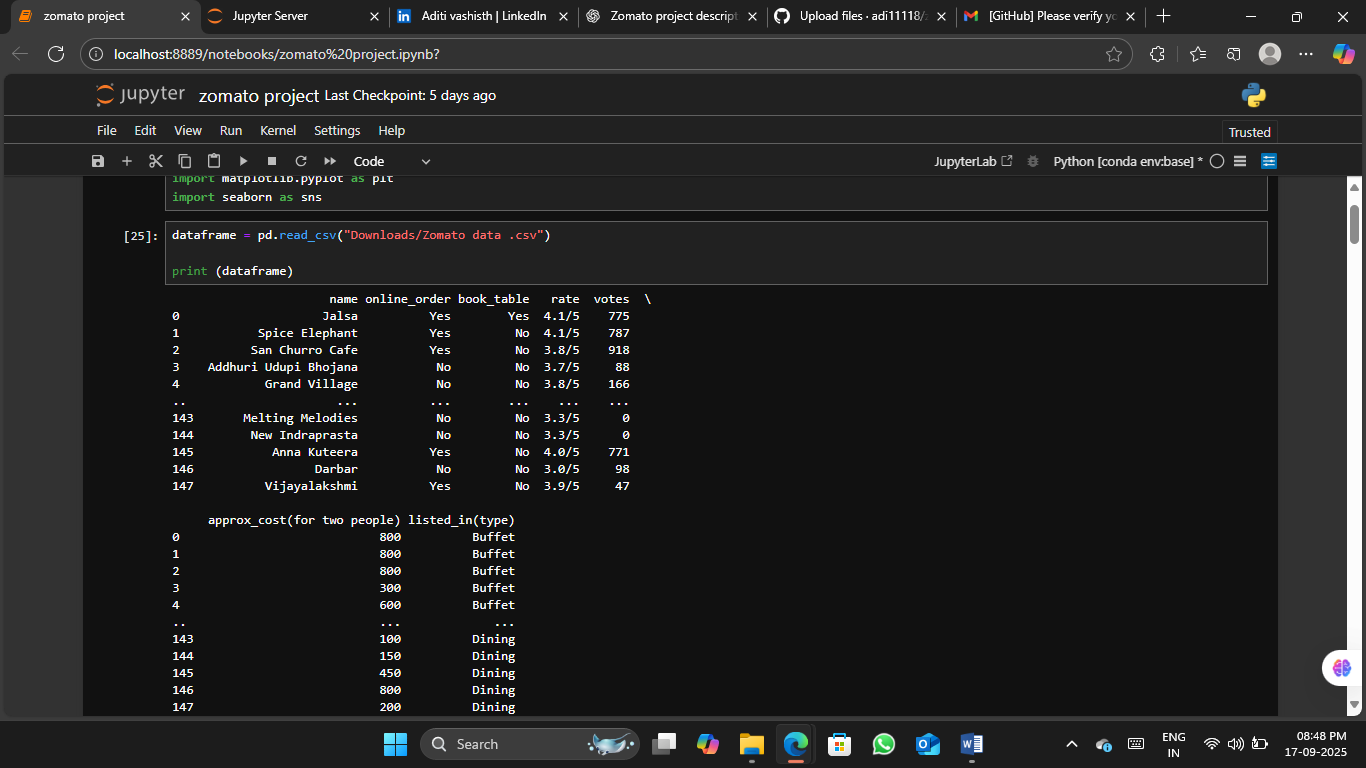 zomato project
Jupyter Server
Aditi vashisth | LinkedIn
Zomato project descript
Upload files · adi11118/z
[GitHub] Please verify yo
localhost:8889/notebooks/zomato%20project.ipynb?
jupyter zomato project Last Checkpoint: 5 days ago
File Edit View Run Kernel Settings Help
Trusted
Code
JupyterLab
Python [conda env:base] *
import matplotlib.pyplot as plt
import seaborn as sns
[25]: dataframe = pd.read_csv("Downloads/Zomato data .csv")
print (dataframe)
name online_order book_table rate votes \
0 Jalsa Yes Yes 4.1/5 775
1 Spice Elephant Yes No 4.1/5 787
2 San Churro Cafe Yes No 3.8/5 918
3 Addhuri Udupi Bhojana No No 3.7/5 88
4 Grand Village No No 3.8/5 166
.. ... ... ... ... ...
143 Melting Melodies No No 3.3/5 0
144 New Indraprasta No No 3.3/5 0
145 Anna Kuteera Yes No 4.0/5 771
146 Darbar No No 3.0/5 98
147 Vijayalakshmi Yes No 3.9/5 47
approx_cost(for two people) listed_in(type)
0 800 Buffet
1 800 Buffet
2 800 Buffet
3 300 Buffet
4 600 Buffet
.. ... ...
143 100 Dining
144 150 Dining
145 450 Dining
146 800 Dining
147 200 Dining
Search
ENG
IN
08:48 PM
17-09-2025